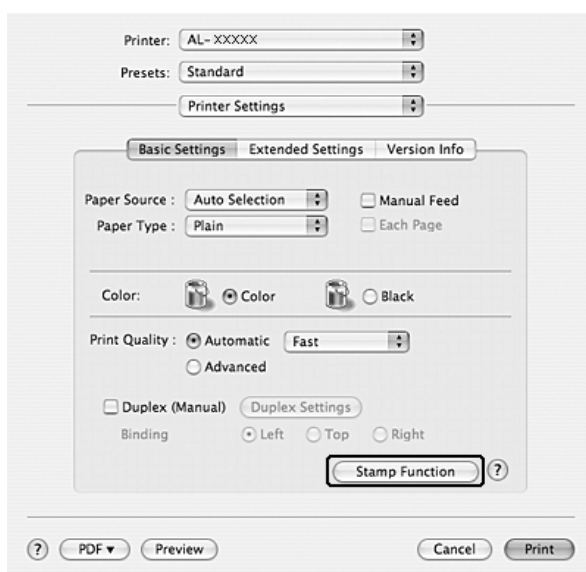 Printer: AL-XXXXX
Presets: Standard
Printer Settings
Basic Settings Extended Settings Version Info
Paper Source : Auto Selection Manual Feed
Paper Type : Plain Each Page
Color: Color Black
Print Quality : Automatic Fast
Advanced
Duplex (Manual) Duplex Settings
Binding Left Top Right
Stamp Function ?
? PDF ▼ Preview Cancel Print